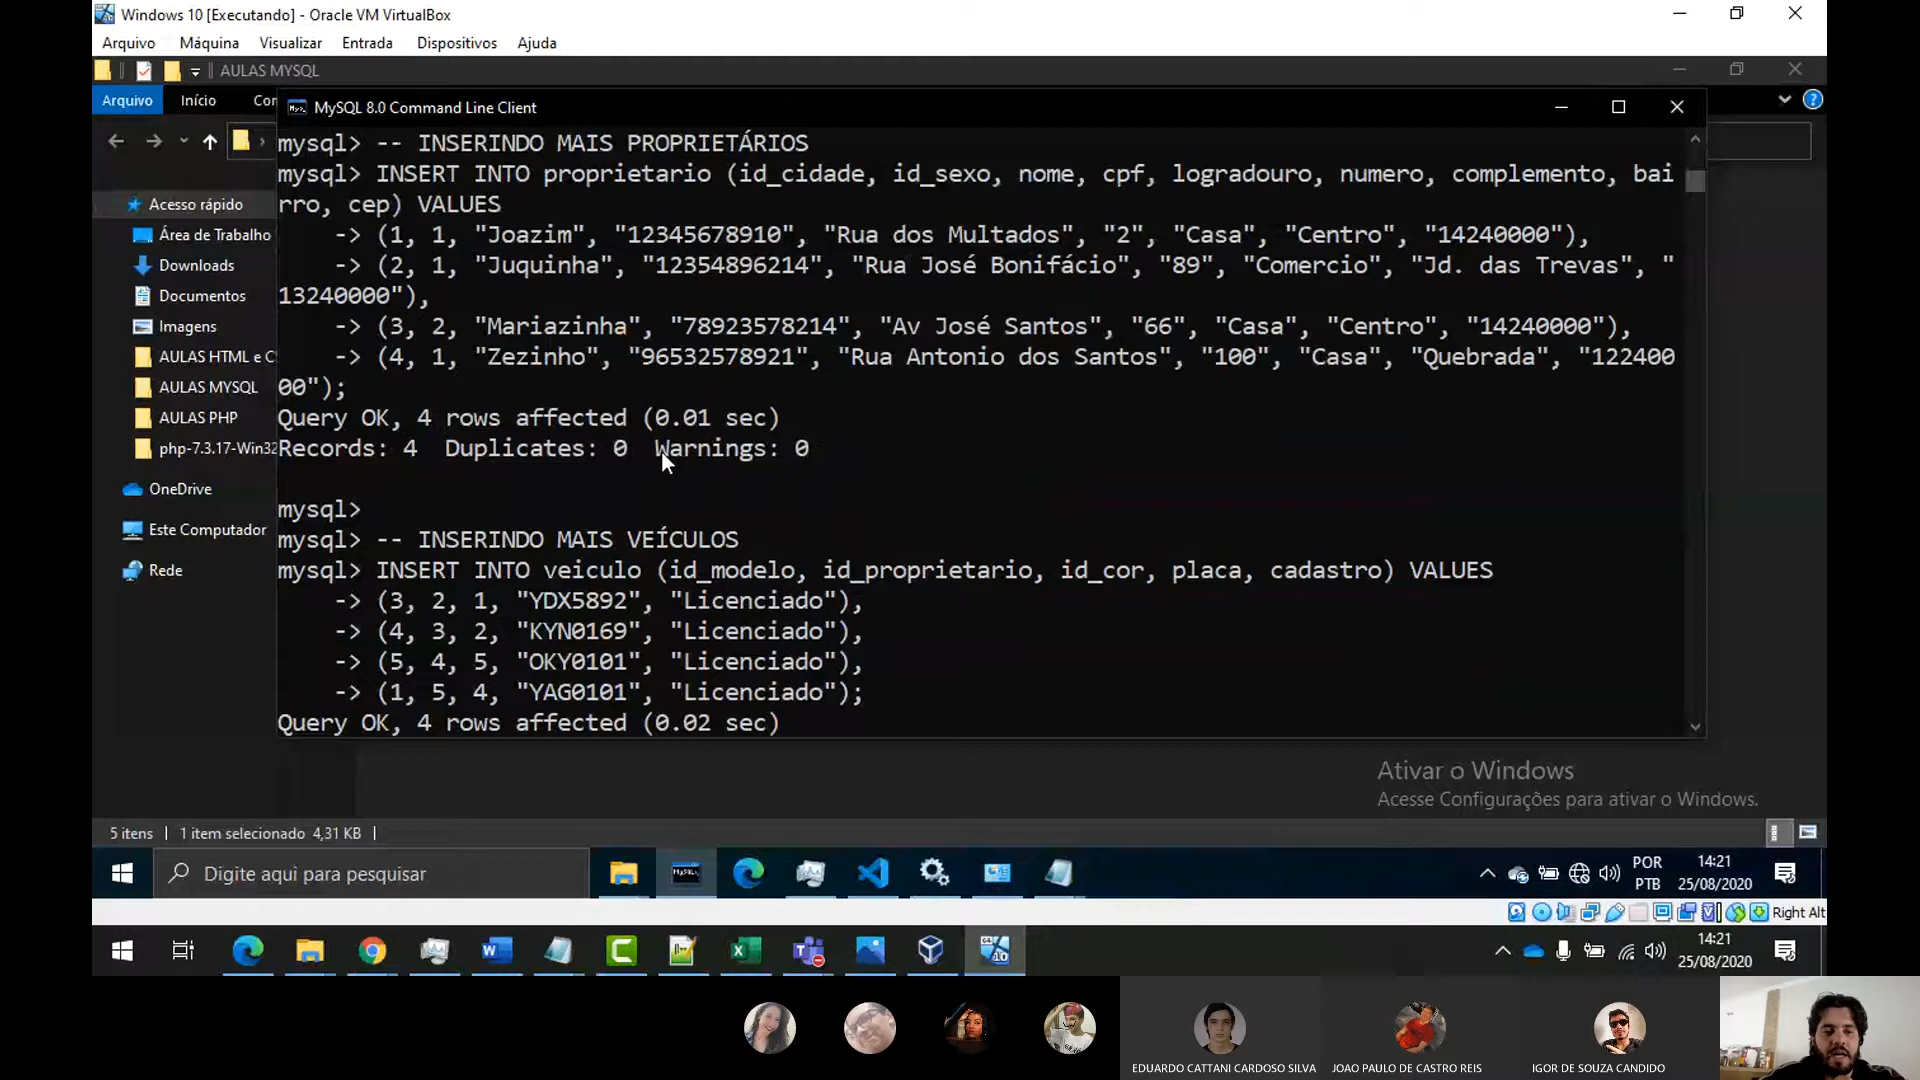 Windows 10 [Executando] - Oracle VM VirtualBox
Arquivo Máquina Visualizar Entrada Dispositivos Ajuda
AULAS MYSQL
Arquivo Início Cor
MySQL 8.0 Command Line Client
mysql> -- INSERINDO MAIS PROPRIETÁRIOS
mysql> INSERT INTO proprietario (id_cidade, id_sexo, nome, cpf, logradouro, numero, complemento, bai
rro, cep) VALUES
-> (1, 1, "Joazim", "12345678910", "Rua dos Multados", "2", "Casa", "Centro", "14240000"),
-> (2, 1, "Juquinha", "12354896214", "Rua José Bonifácio", "89", "Comercio", "Jd. das Trevas", "
13240000"),
-> (3, 2, "Mariazinha", "78923578214", "Av José Santos", "66", "Casa", "Centro", "14240000"),
-> (4, 1, "Zezinho", "96532578921", "Rua Antonio dos Santos", "100", "Casa", "Quebrada", "122400
00");
Query OK, 4 rows affected (0.01 sec)
Records: 4 Duplicates: 0 Warnings: 0
mysql>
mysql> -- INSERINDO MAIS VEÍCULOS
mysql> INSERT INTO veiculo (id_modelo, id_proprietario, id_cor, placa, cadastro) VALUES
-> (3, 2, 1, "YDX5892", "Licenciado"),
-> (4, 3, 2, "KYN0169", "Licenciado"),
-> (5, 4, 5, "OKY0101", "Licenciado"),
-> (1, 5, 4, "YAG0101", "Licenciado");
Query OK, 4 rows affected (0.02 sec)
Acesso rápido
Área de Trabalho
Downloads
Documentos
Imagens
AULAS HTML e C
AULAS MYSQL
AULAS PHP
php-7.3.17-Win32
OneDrive
Este Computador
Rede
Ativar o Windows
Acesse Configurações para ativar o Windows.
5 itens 1 item selecionado 4,31 KB
Digite aqui para pesquisar
POR
PTB
14:21
25/08/2020
Right Alt
14:21
25/08/2020
EDUARDO CATTANI CARDOSO SILVA JOAO PAULO DE CASTRO REIS IGOR DE SOUZA CANDIDO